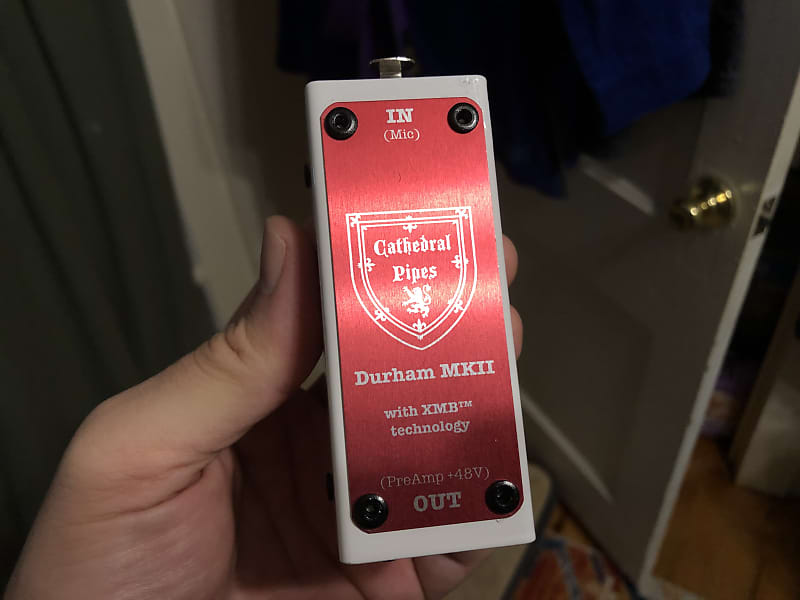 IN
(Mic)
Cathedral
Pipes
Durham MKII
with XMB™
technology
(PreAmp +48V)
OUT